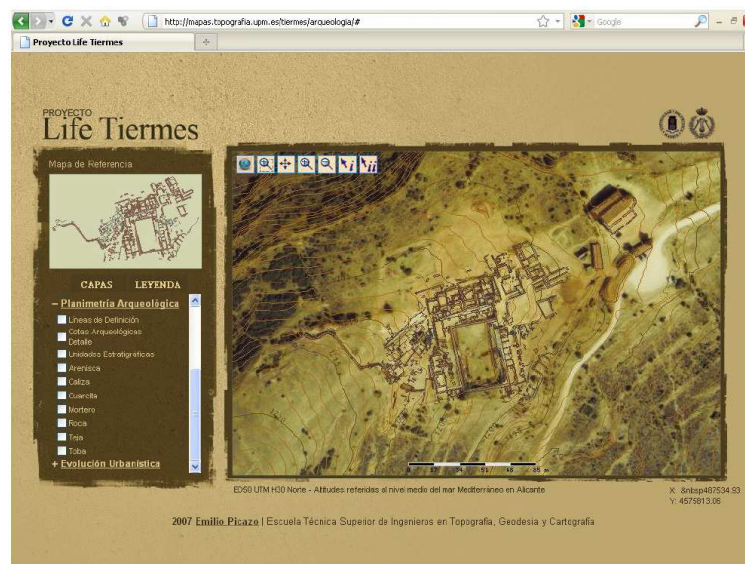 http://mapas.topografia.upm.es/tiermes/arqueologia/#
Google
Proyecto Life Tiermes
PROYECTO
Life Tiermes
Mapa de Referencia
CAPAS LEYENDA
– Planimetría Arqueológica
Líneas de Definición
Cotas Arqueológicas
Detalle
Unidades Estratigráficas
Arenisca
Caliza
Cuarcita
Mortero
Roca
Teja
Toba
+ Evolución Urbanística
i ii
ED50 UTM H30 Norte - Altitudes referidas al nivel medio del mar Mediterráneo en Alicante
X: &nbsp487534.93
Y: 4575813.06
2007 Emilio Picazo | Escuela Técnica Superior de Ingenieros en Topografía, Geodesia y Cartografía